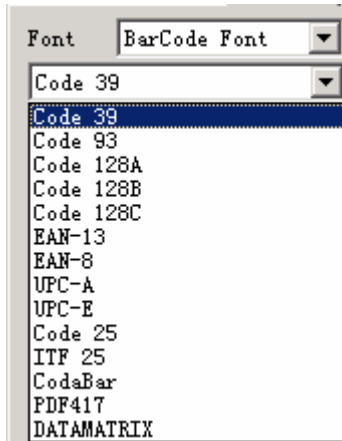 Font BarCode Font
Code 39
Code 39
Code 93
Code 128A
Code 128B
Code 128C
EAN-13
EAN-8
UPC-A
UPC-E
Code 25
ITF 25
CodaBar
PDF417
DATAMATRIX